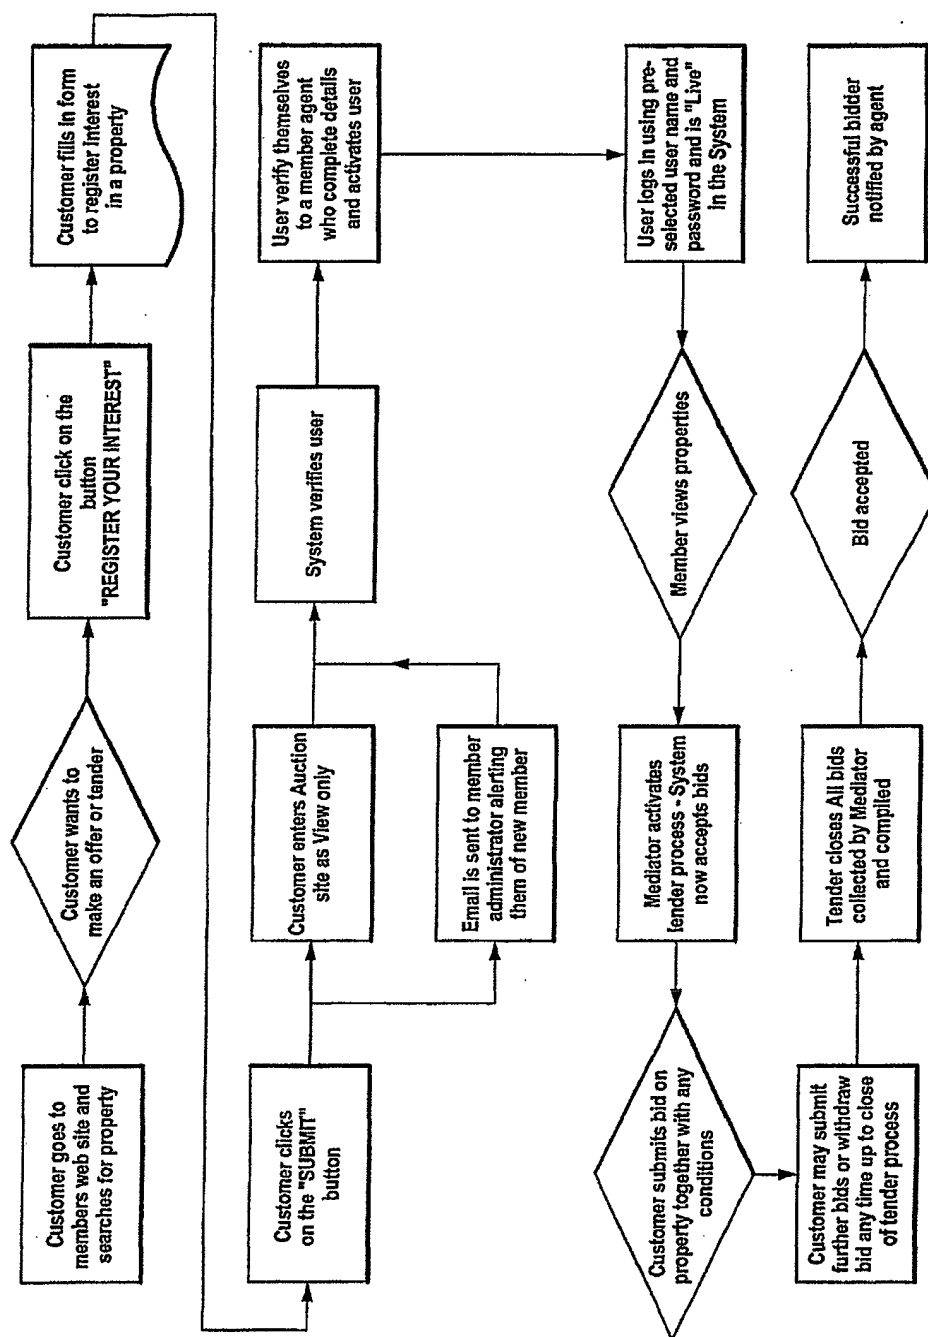 Customer goes to
members web site and
searches for property
Customer wants to
make an offer or tender
Customer click on the
button
"REGISTER YOUR INTEREST"
Customer fills in form
to register interest
in a property
Customer clicks
on the "SUBMIT"
button
Customer enters Auction
site as View only
Email is sent to member
administrator alerting
them of new member
System verifies user
User verify themselves
to a member agent
who complete details
and activates user
User logs in using pre-
selected user name and
password and is "Live"
in the System
Member views properties
Mediator activates
tender process - System
now accepts bids
Customer submits bid on
property together with any
conditions
Customer may submit
further bids or withdraw
bid any time up to close
of tender process
Tender closes All bids
collected by Mediator
and compiled
Bid accepted
Successful bidder
notified by agent